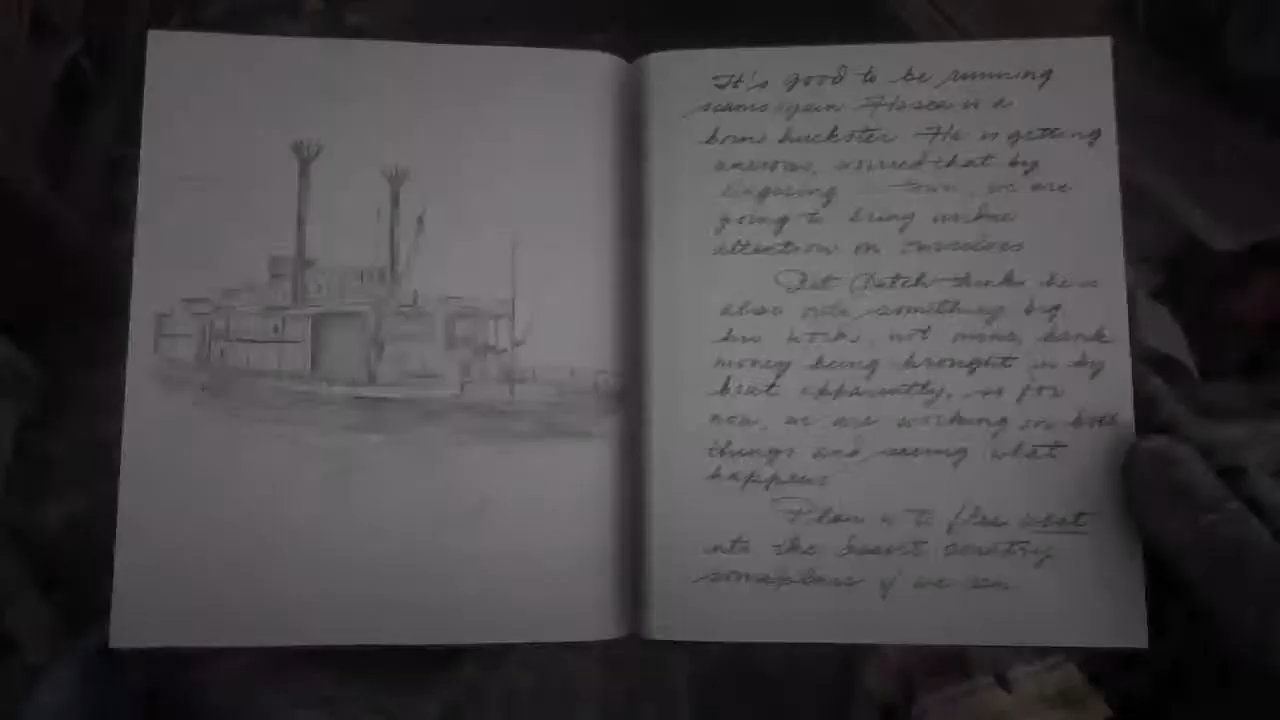 It's good to be running
scams again Hosea is a
born huckster. He is getting
anxious, worried that by
lingering town, we are
going to bring undue
attention on ourselves
But Dutch thinks he is
also onto something big
his words, not mine, bank
money being brought in by
boat apparently, so for
now, we are working on both
things and seeing what
happens
Plan is to flee west
into the desert country
someplace if we can